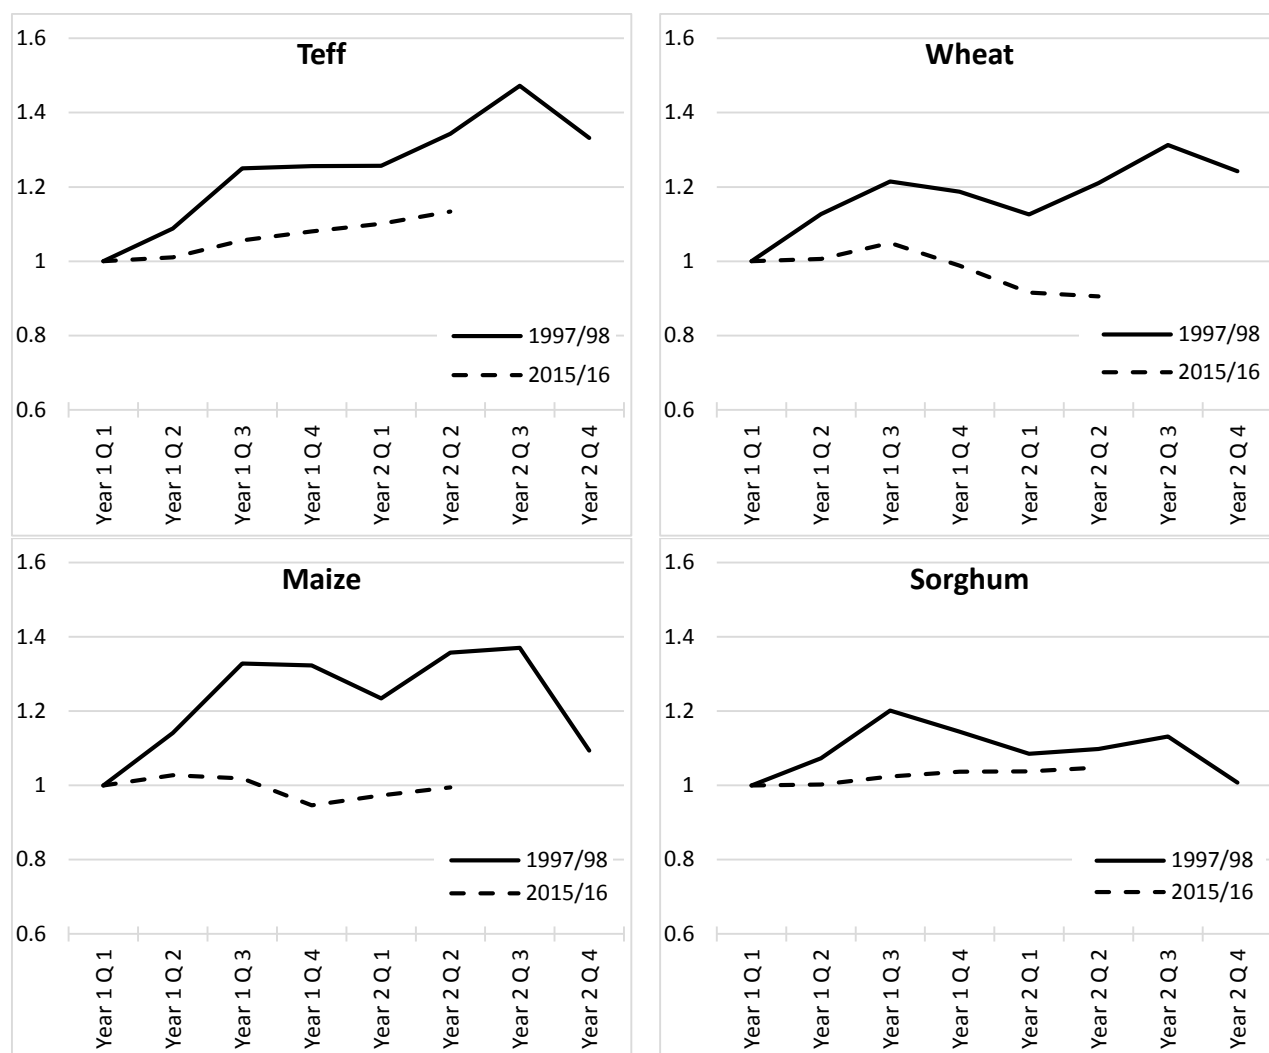 Teff
1.6
1.4
1.2
1
0.8
0.6
1997/98
2015/16
Year 1 Q 1
Year 1 Q 2
Year 1 Q 3
Year 1 Q 4
Year 2 Q 1
Year 2 Q 2
Year 2 Q 3
Year 2 Q 4
Wheat
1.6
1.4
1.2
1
0.8
0.6
1997/98
2015/16
Year 1 Q 1
Year 1 Q 2
Year 1 Q 3
Year 1 Q 4
Year 2 Q 1
Year 2 Q 2
Year 2 Q 3
Year 2 Q 4
Maize
1.6
1.4
1.2
1
0.8
0.6
1997/98
2015/16
Year 1 Q 1
Year 1 Q 2
Year 1 Q 3
Year 1 Q 4
Year 2 Q 1
Year 2 Q 2
Year 2 Q 3
Year 2 Q 4
Sorghum
1.6
1.4
1.2
1
0.8
0.6
1997/98
2015/16
Year 1 Q 1
Year 1 Q 2
Year 1 Q 3
Year 1 Q 4
Year 2 Q 1
Year 2 Q 2
Year 2 Q 3
Year 2 Q 4